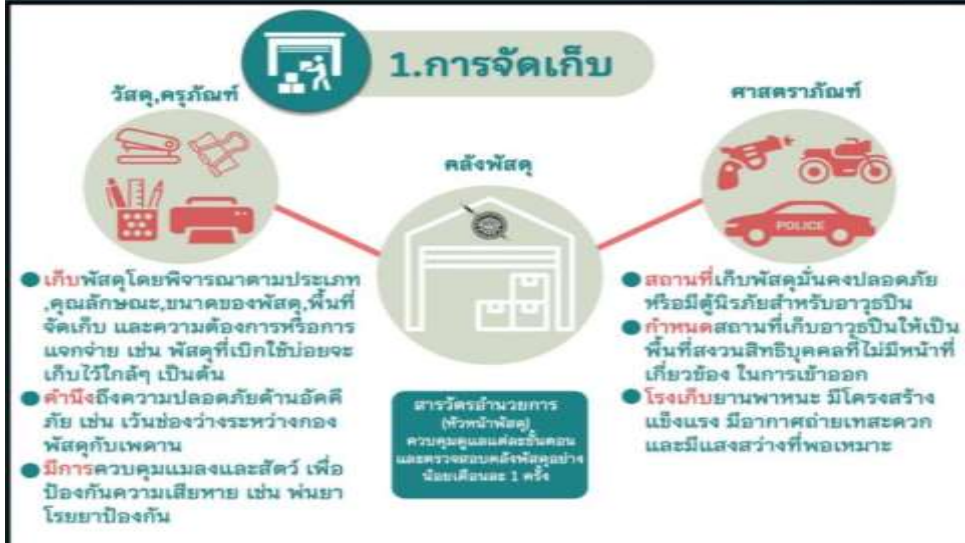 1.การจัดเก็บ
วัสดุ,ครุภัณฑ์
เก็บพัสดุโดยพิจารณาตามประเภท
,คุณลักษณะ,ขนาดของพัสดุ,พื้นที่
จัดเก็บ และความต้องการหรือการ
แจกจ่าย เช่น พัสดุที่เบิกใช้บ่อยจะ
เก็บไว้ใกล้ๆ เป็นต้น
คำนึงถึงความปลอดภัยด้านอัคคี
ภัย เช่น เว้นช่องว่างระหว่างกอง
พัสดุกับเพดาน
มีการควบคุมแมลงและสัตว์ เพื่อ
ป้องกันความเสียหาย เช่น พ่นยา
โรยยาป้องกัน
คลังพัสดุ
สารวัตรอำนวยการ
(หัวหน้าพัสดุ)
ควบคุมดูแลแต่ละขั้นตอน
และตรวจสอบคลังพัสดุอย่าง
น้อยเดือนละ 1 ครั้ง
ศาสตราภัณฑ์
POLICE
สถานที่เก็บพัสดุมั่นคงปลอดภัย
หรือมีตู้นิรภัยสำหรับอาวุธปืน
กำหนดสถานที่เก็บอาวุธปืนให้เป็น
พื้นที่สงวนสิทธิบุคคลที่ไม่มีหน้าที่
เกี่ยวข้อง ในการเข้าออก
โรงเก็บยานพาหนะ มีโครงสร้าง
แข็งแรง มีอากาศถ่ายเทสะดวก
และมีแสงสว่างที่พอเหมาะ